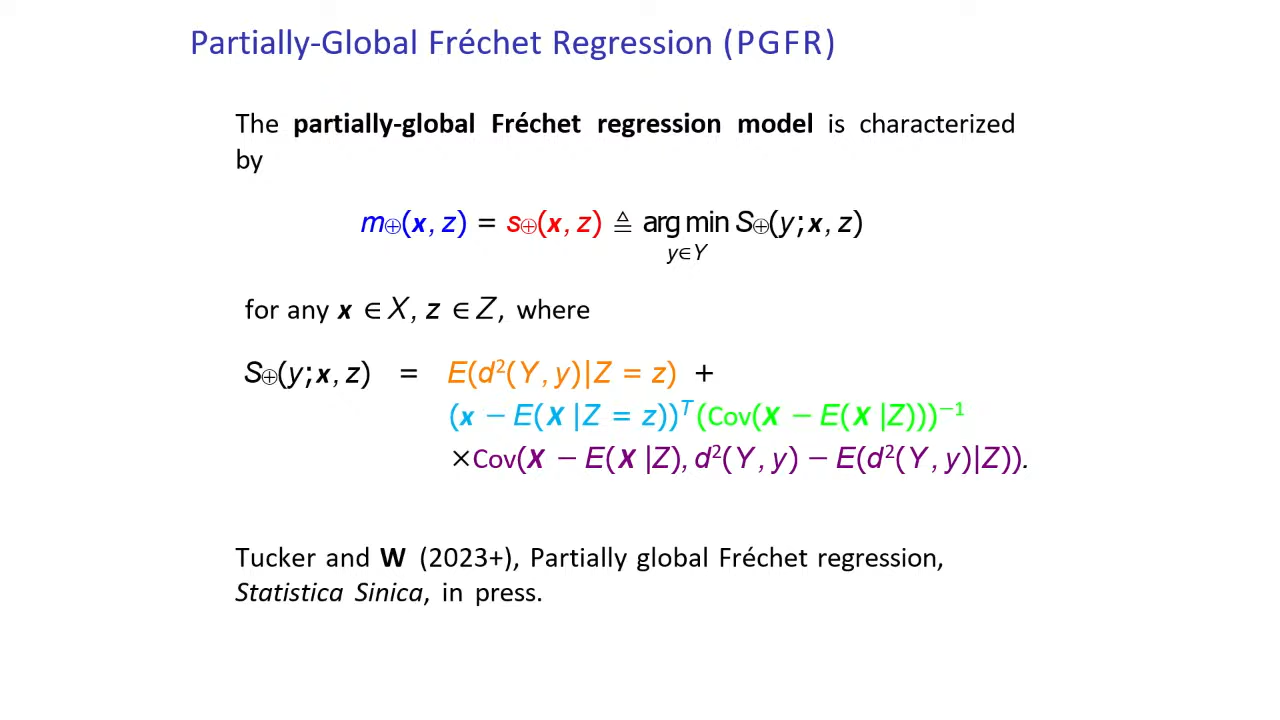 Partially-Global Fréchet Regression (PGFR)
The partially-global Fréchet regression model is characterized
by
m⊕(x, z) = s⊕(x, z) ≜ arg min S⊕(y; x, z)
y∈Y
for any x ∈ X, z ∈ Z, where
S⊕(y; x, z) = E(d²(Y, y)|Z = z) +
(x − E(X|Z = z))ᵀ(Cov(X − E(X|Z)))⁻¹
×Cov(X − E(X|Z), d²(Y, y) − E(d²(Y, y)|Z)).
Tucker and W (2023+), Partially global Fréchet regression,
Statistica Sinica, in press.